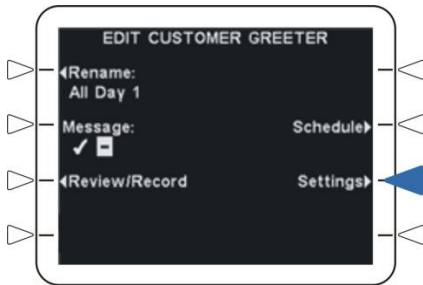 EDIT CUSTOMER GREETER
◀Rename:
All Day 1
Message:
✓ −
Schedule▶
◀Review/Record
Settings▶